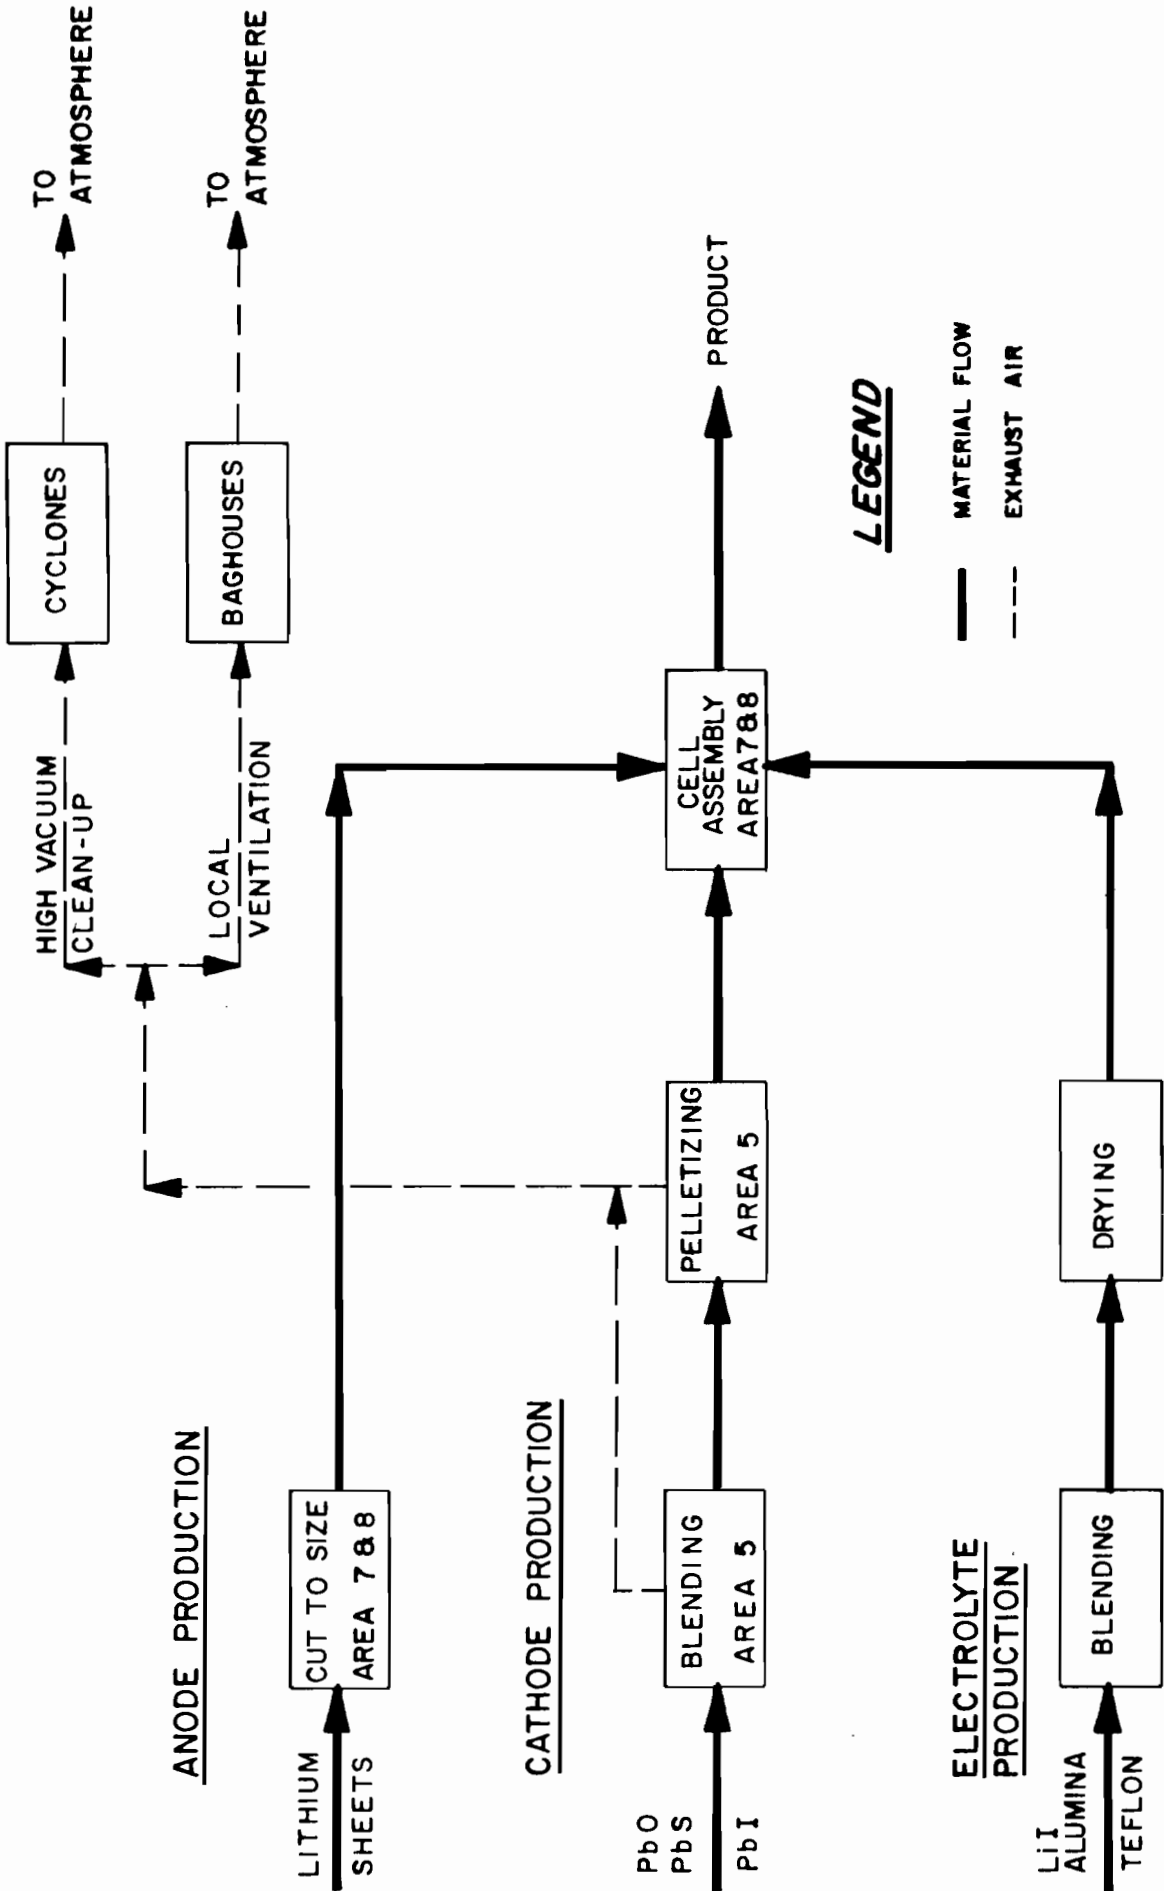 HIGH VACUUM
CLEAN-UP
CYCLONES
TO
ATMOSPHERE
LOCAL
VENTILATION
BAGHOUSES
TO
ATMOSPHERE
ANODE PRODUCTION
LITHIUM
SHEETS
CUT TO SIZE
AREA 7&8
CATHODE PRODUCTION
PbO
PbS
PbI
BLENDING
AREA 5
PELLETIZING
AREA 5
CELL
ASSEMBLY
AREA 7&8
PRODUCT
ELECTROLYTE
PRODUCTION
LiI
ALUMINA
TEFLON
BLENDING
DRYING
LEGEND
MATERIAL FLOW
EXHAUST AIR